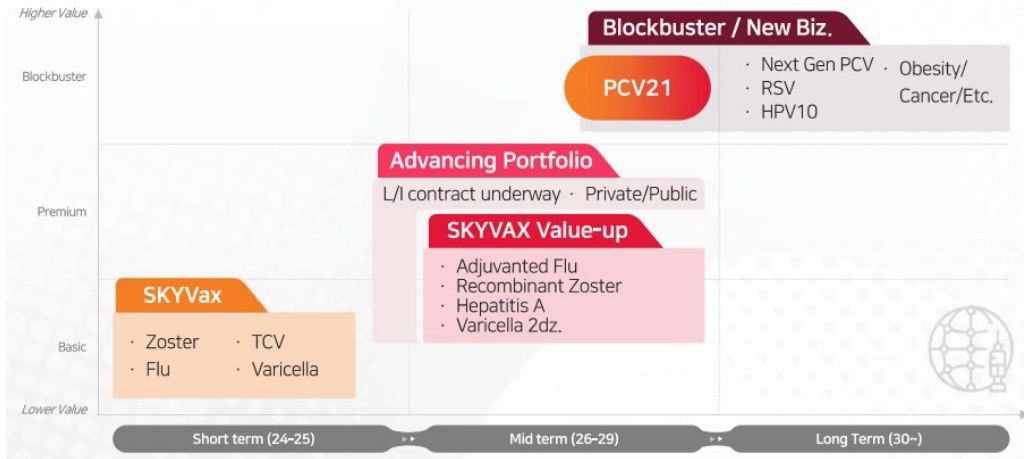 Higher Value
Blockbuster / New Biz.
Blockbuster
PCV21
· Next Gen PCV
· RSV
· HPV10
· Obesity/
Cancer/Etc.
Advancing Portfolio
L/I contract underway · Private/Public
Premium
SKYVAX Value-up
· Adjuvanted Flu
· Recombinant Zoster
· Hepatitis A
· Varicella 2dz.
SKYVax
· Zoster
· Flu
· TCV
· Varicella
Basic
Lower Value
Short term (24-25)
Mid term (26-29)
Long Term (30~)